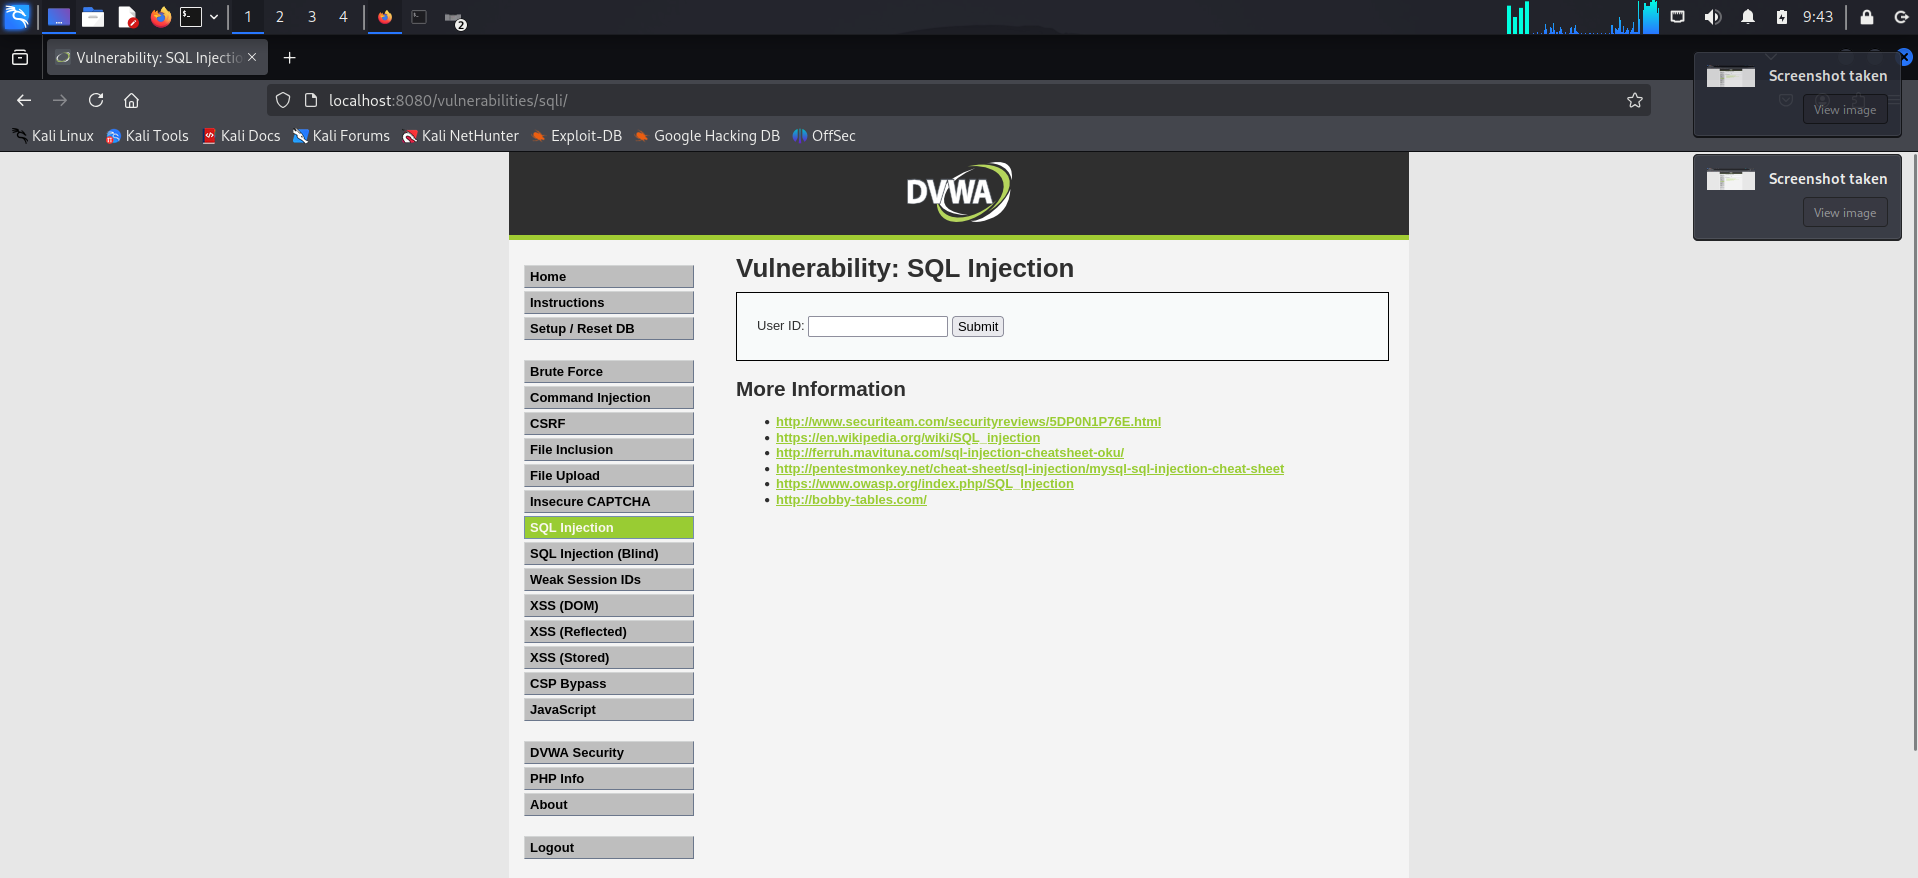 1 2 3 4 2 9:43
Vulnerability: SQL Injectio
localhost:8080/vulnerabilities/sqli/
Screenshot taken
View image
Kali Linux Kali Tools Kali Docs Kali Forums Kali NetHunter Exploit-DB Google Hacking DB OffSec
Screenshot taken
View image
DVWA
Home
Instructions
Setup / Reset DB
Brute Force
Command Injection
CSRF
File Inclusion
File Upload
Insecure CAPTCHA
SQL Injection
SQL Injection (Blind)
Weak Session IDs
XSS (DOM)
XSS (Reflected)
XSS (Stored)
CSP Bypass
JavaScript
DVWA Security
PHP Info
About
Logout
Vulnerability: SQL Injection
User ID: Submit
More Information
http://www.securiteam.com/securityreviews/5DP0N1P76E.html
https://en.wikipedia.org/wiki/SQL_injection
http://ferruh.mavituna.com/sql-injection-cheatsheet-oku/
http://pentestmonkey.net/cheat-sheet/sql-injection/mysql-sql-injection-cheat-sheet
https://www.owasp.org/index.php/SQL_Injection
http://bobby-tables.com/